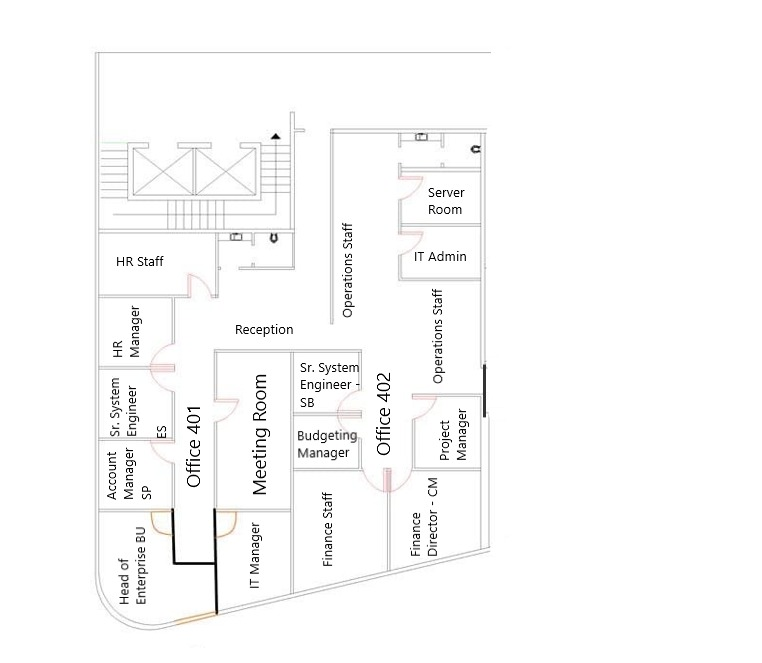 Server
Room
HR Staff
Operations Staff
IT Admin
HR
Manager
Reception
Operations Staff
Sr. System
Engineer
ES
Office 401
Meeting Room
Sr. System
Engineer -
SB
Office 402
Budgeting
Manager
Project
Manager
Account
Manager
SP
Head of
Enterprise BU
IT Manager
Finance Staff
Finance
Director - CM